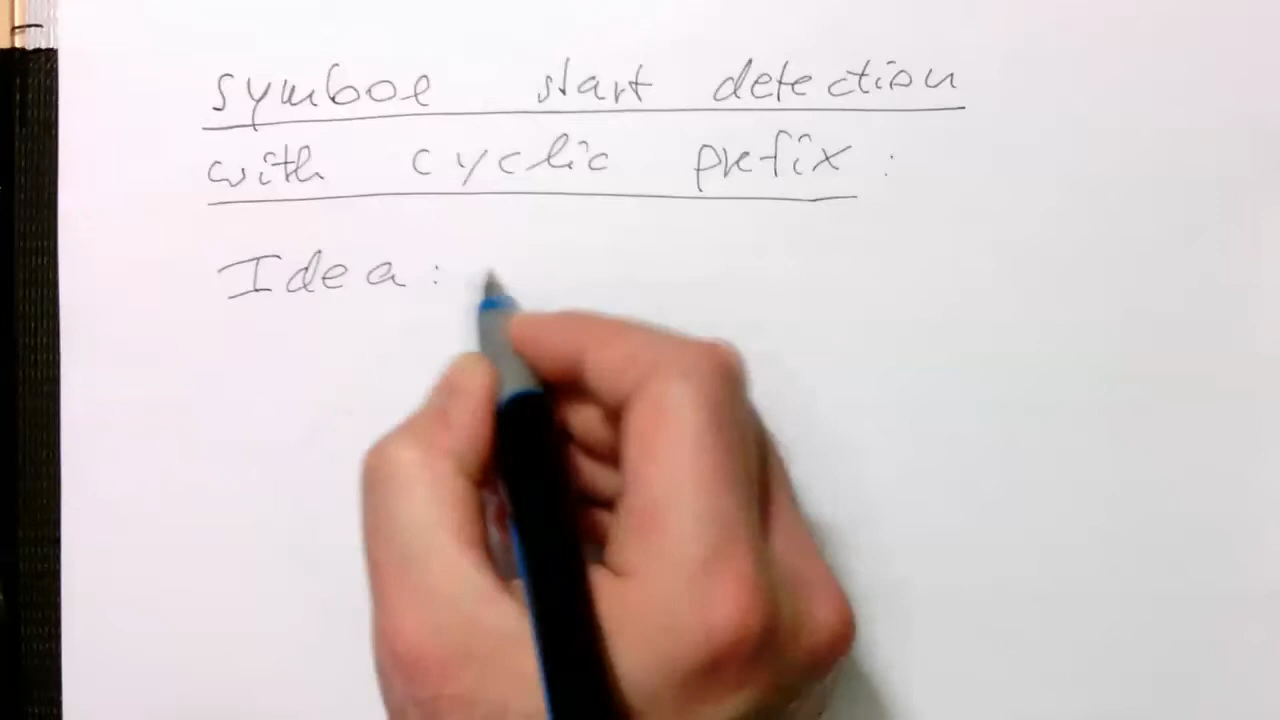 symbol start detection
with cyclic prefix :
Idea :